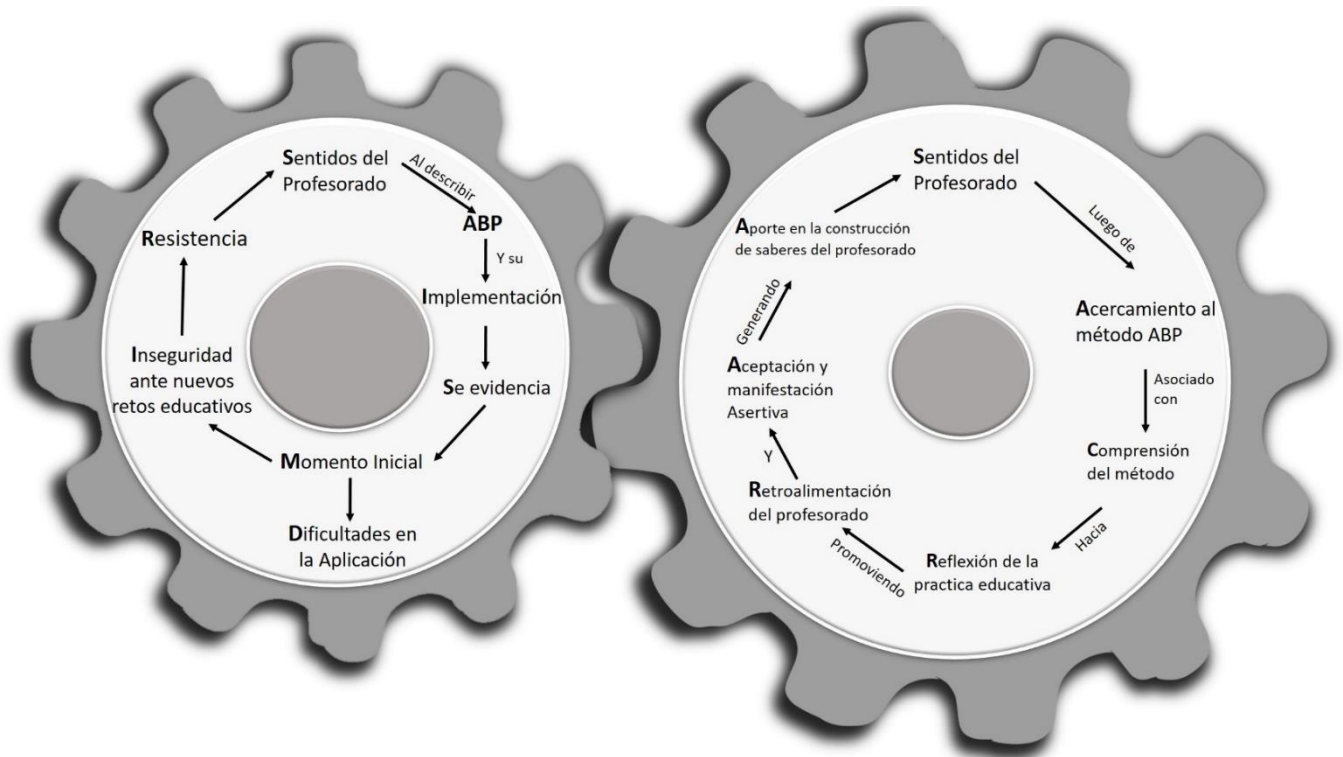 Sentidos del
Profesorado
Al describir
ABP
Y su
Implementación
Se evidencia
Momento Inicial
Dificultades en
la Aplicación
Inseguridad
ante nuevos
retos educativos
Resistencia
Sentidos del
Profesorado
Luego de
Acercamiento al
método ABP
Asociado
con
Comprensión
del método
Hacia
Reflexión de la
practica educativa
Promoviendo
Retroalimentación
del profesorado
Y
Aceptación y
manifestación
Asertiva
Generando
Aporte en la construcción
de saberes del profesorado